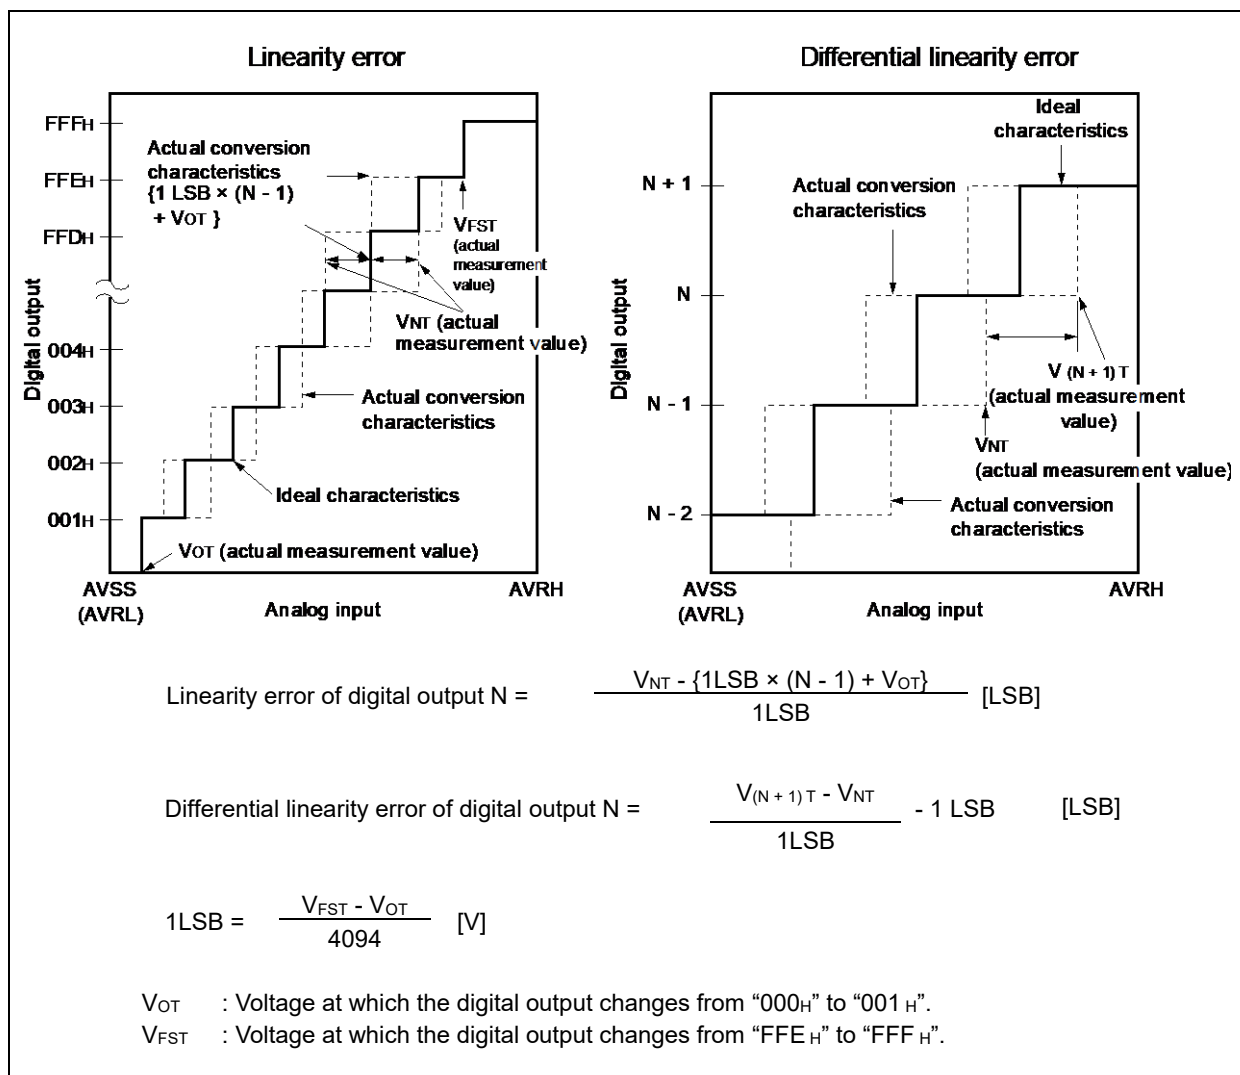 Linearity error
FFFH
FFEH
FFDH
004H
003H
002H
001H
Digital output
Actual conversion
characteristics
{1 LSB × (N - 1)
+ VOT }
VFST
(actual
measurement
value)
VNT (actual
measurement value)
Actual conversion
characteristics
Ideal characteristics
VOT (actual measurement value)
AVSS
(AVRL)
Analog input
AVRH
Differential linearity error
N + 1
N
N - 1
N - 2
Digital output
Ideal
characteristics
Actual conversion
characteristics
V (N + 1) T
(actual measurement
value)
VNT
(actual measurement value)
Actual conversion
characteristics
AVSS
(AVRL)
Analog input
AVRH
Linearity error of digital output N = VNT - {1LSB × (N - 1) + VOT} [LSB]
1LSB
Differential linearity error of digital output N = V(N + 1) T - VNT - 1 LSB [LSB]
1LSB
1LSB = VFST - VOT [V]
4094
VOT : Voltage at which the digital output changes from “000H” to “001 H”.
VFST : Voltage at which the digital output changes from “FFE H” to “FFF H”.